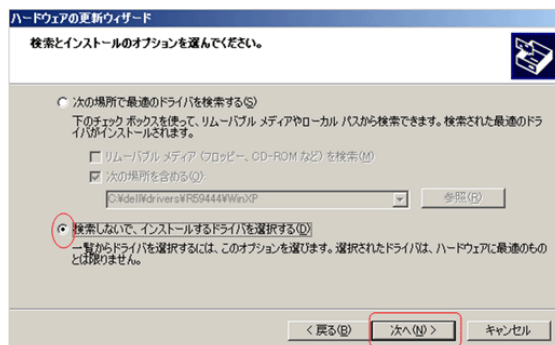 ハードウェアの更新ウィザード
検索とインストールのオプションを選んでください。
次の場所で最適のドライバを検索する(S)
下のチェック ボックスを使って、リムーバブル メディアやローカル パスから検索できます。検索された最適のドラ
イバがインストールされます。
リムーバブル メディア (フロッピー、CD-ROM など) を検索(M)
次の場所を含める(O):
C:¥dell¥drivers¥R59444¥WinXP
参照(R)
検索しないで、インストールするドライバを選択する(D)
一覧からドライバを選択するには、このオプションを選びます。選択されたドライバは、ハードウェアに最適のもの
とは限りません。
< 戻る(B)
次へ(N) >
キャンセル